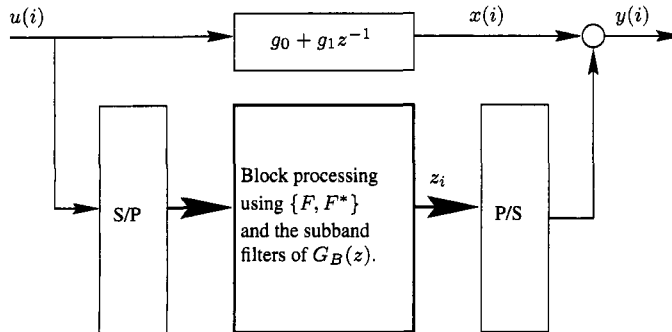 u(i)
x(i)
y(i)
g₀ + g₁z⁻¹
S/P
Block processing
using {F, F*}
and the subband
filters of G_B(z).
z_i
P/S